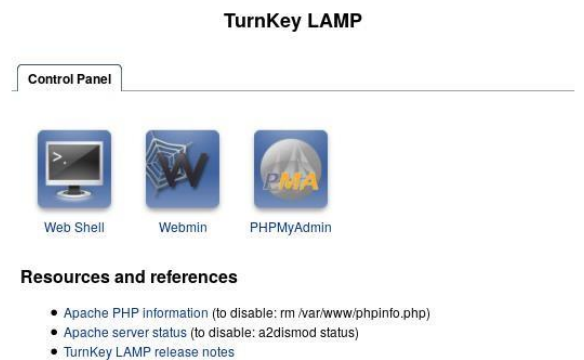 TurnKey LAMP
Control Panel
>_
W
PMA
Web Shell
Webmin
PHPMyAdmin
Resources and references
Apache PHP information (to disable: rm /var/www/phpinfo.php)
Apache server status (to disable: a2dismod status)
TurnKey LAMP release notes